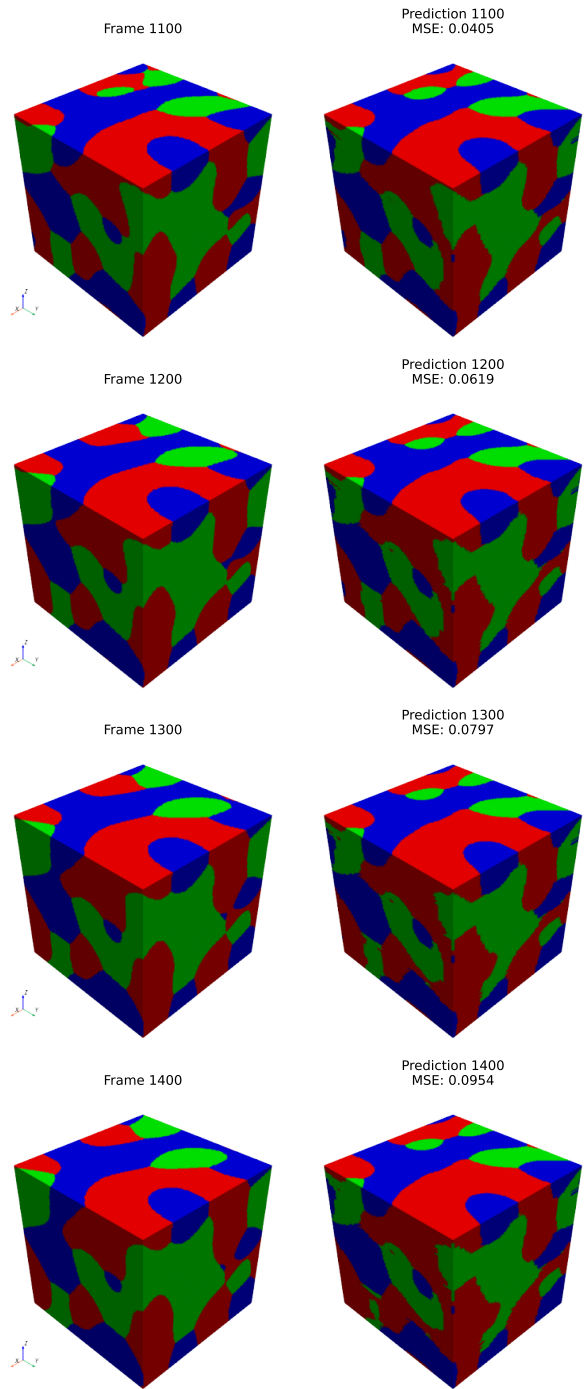 Frame 1100
Prediction 1100
MSE: 0.0405
Z
X
Y
Frame 1200
Prediction 1200
MSE: 0.0619
Z
X
Y
Frame 1300
Prediction 1300
MSE: 0.0797
Z
X
Y
Frame 1400
Prediction 1400
MSE: 0.0954
Z
X
Y